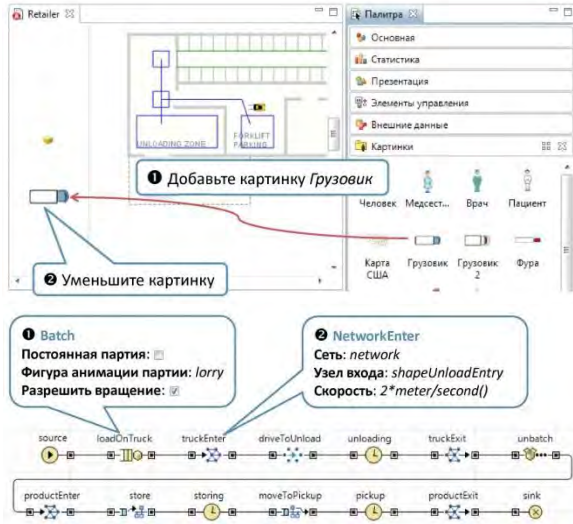 Retailer
Палитра
Основная
Статистика
Презентация
Элементы управления
Внешние данные
Картинки
UNLOADING ZONE
FORKLIFT
PARKING
❶ Добавьте картинку Грузовик
Человек Медсест... Врач Пациент
Карта США Грузовик Грузовик 2 Фура
❷ Уменьшите картинку
❶ Batch
Постоянная партия:
Фигура анимации партии: lorry
Разрешить вращение:
❷ NetworkEnter
Сеть: network
Узел входа: shapeUnloadEntry
Скорость: 2*meter/second()
source loadOnTruck truckEnter driveToUnload unloading truckExit unbatch
productEnter store storing moveToPickup pickup productExit sink